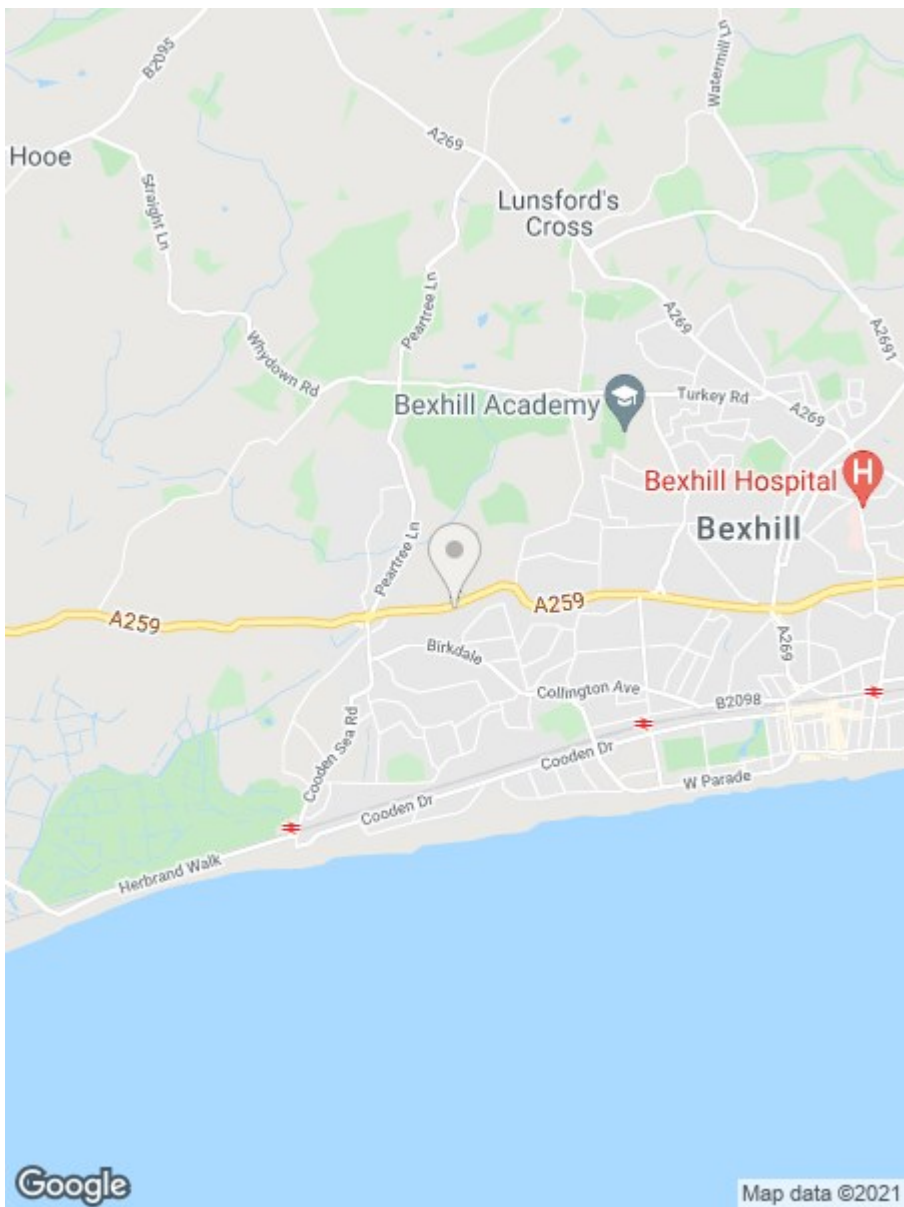 B2095
Watermill Ln
A269
Hooe
Straight Ln
Lunsford's
Cross
Peartree Ln
A269
A2691
Whydown Rd
Bexhill Academy
Turkey Rd
A269
Bexhill Hospital
H
Bexhill
Peartree Ln
A259
A259
Birkdale
A269
Collington Ave
B2098
Cooden Sea Rd
Cooden Dr
W Parade
Cooden Dr
Herbrand Walk
Google
Map data ©2021